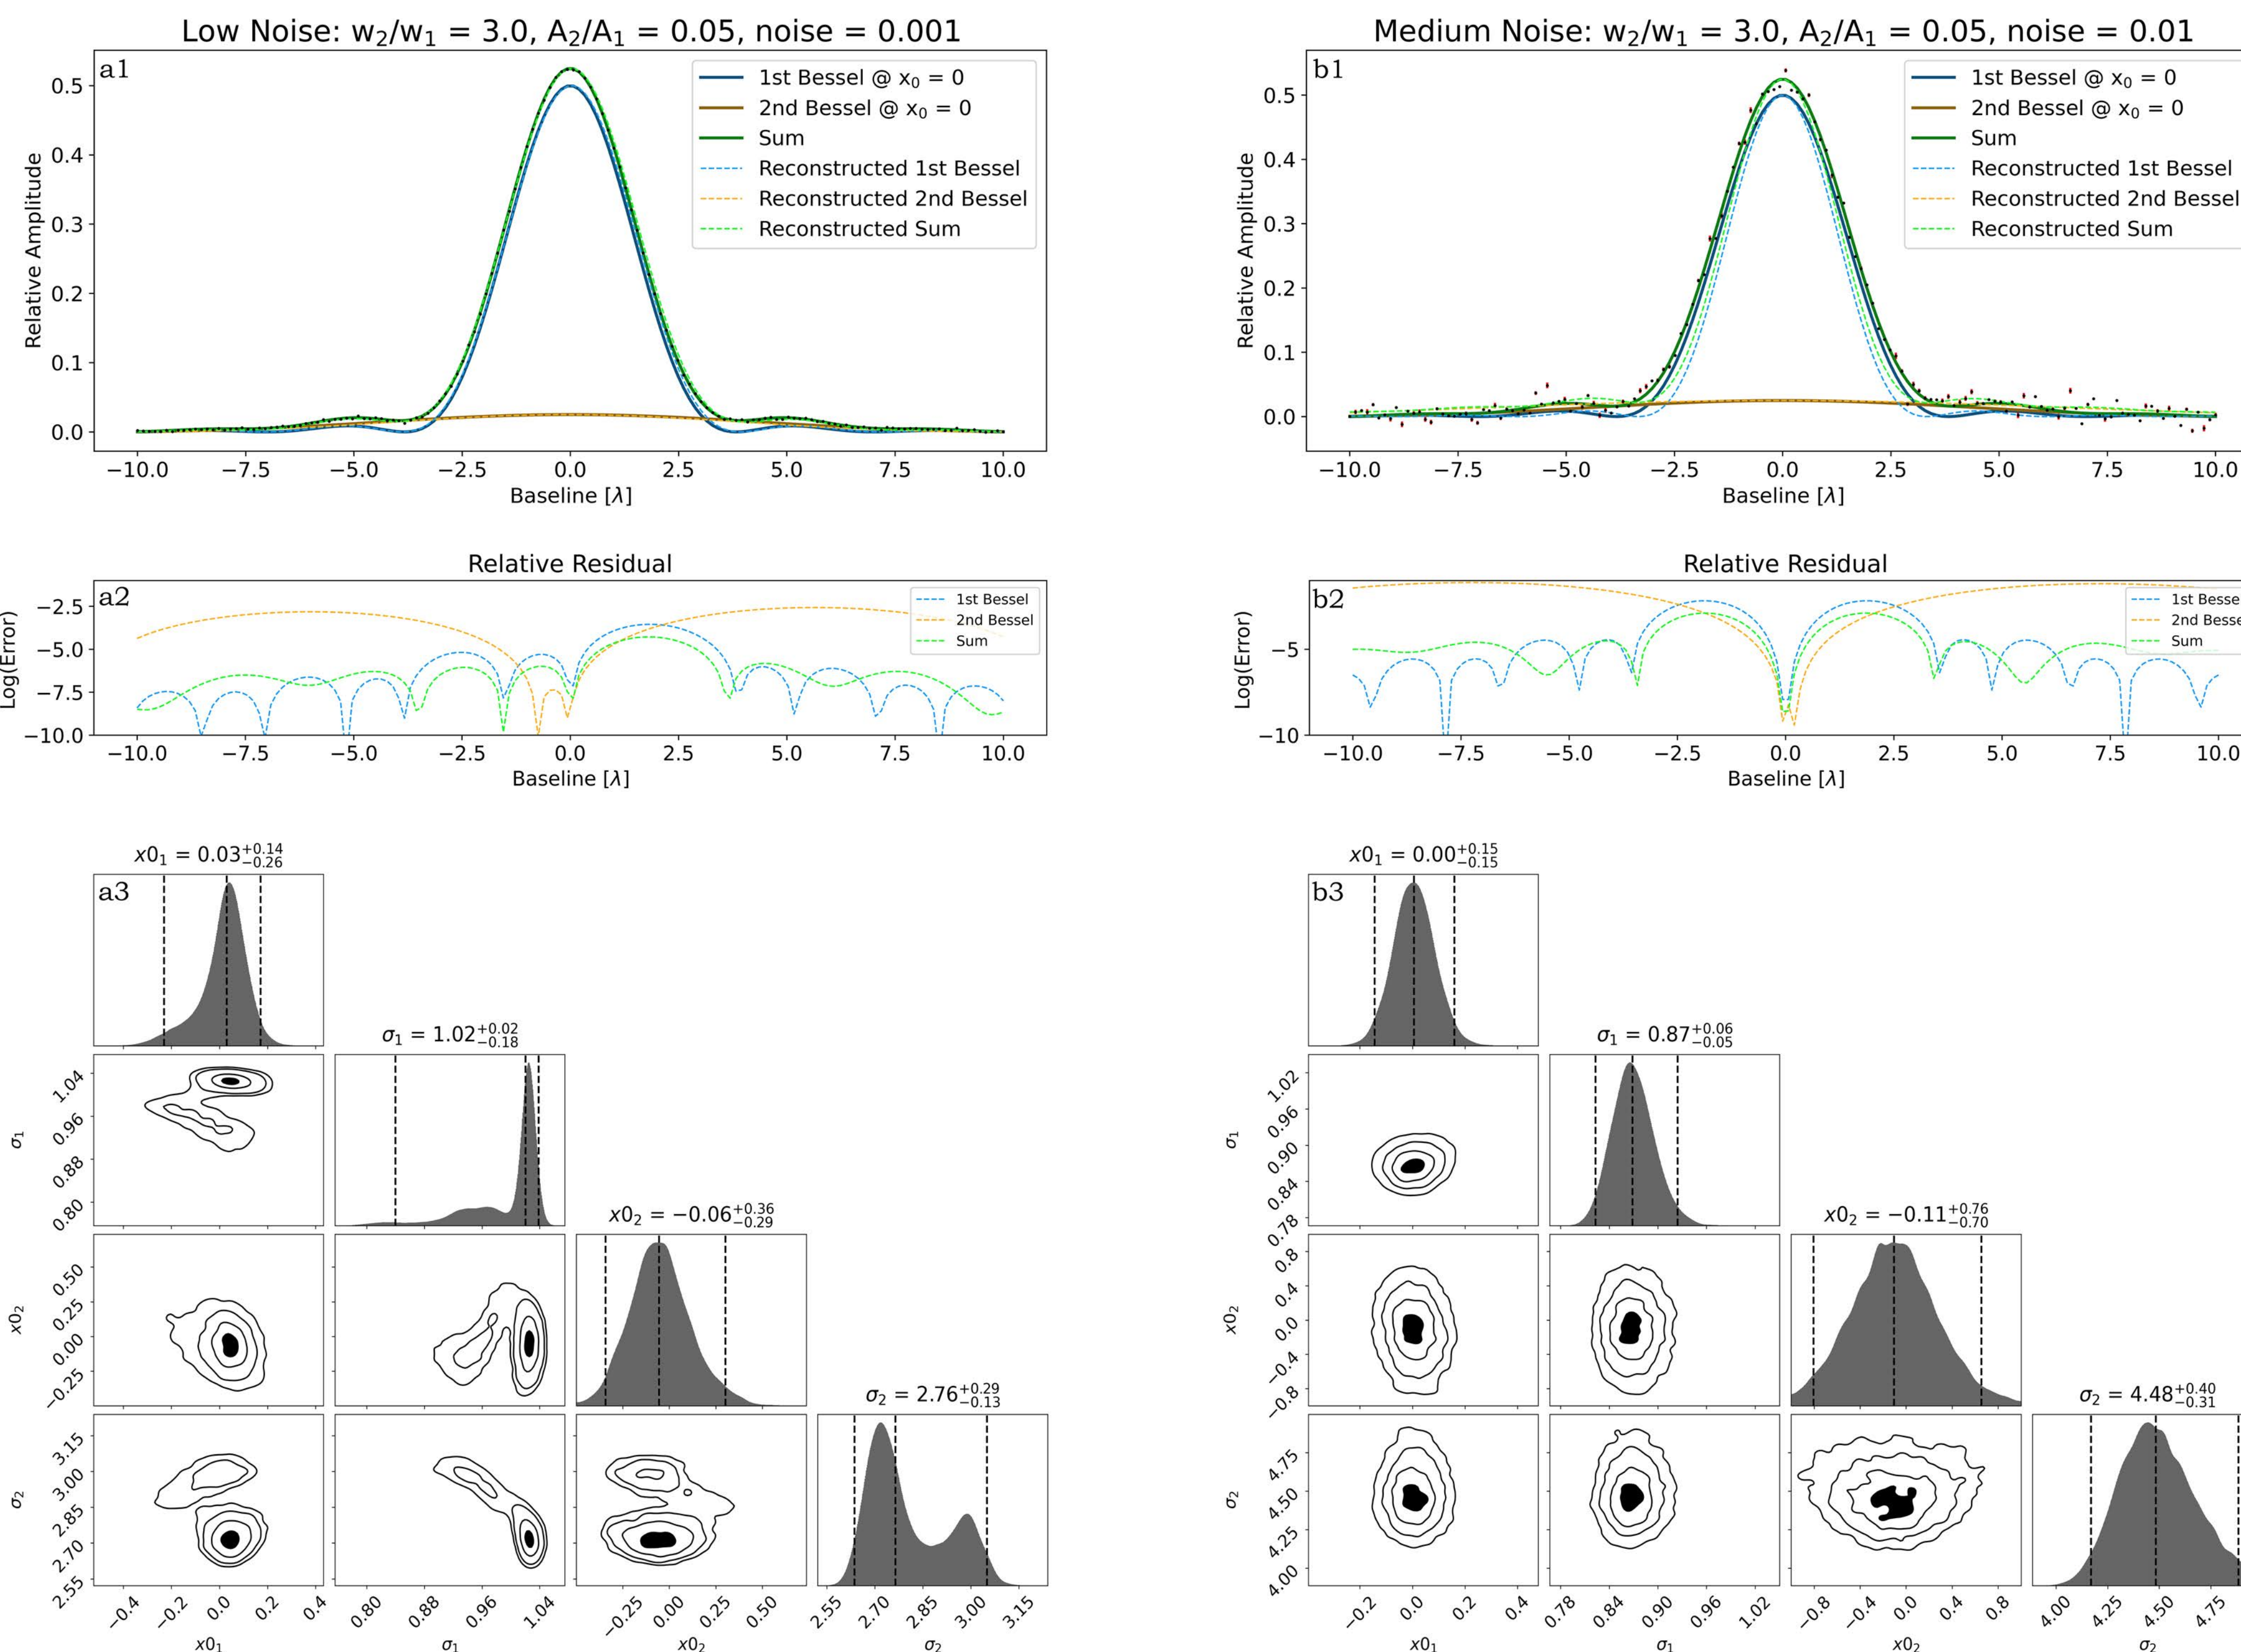 Low Noise: w₂/w₁ = 3.0, A₂/A₁ = 0.05, noise = 0.001
a1
1st Bessel @ x₀ = 0
2nd Bessel @ x₀ = 0
Sum
Reconstructed 1st Bessel
Reconstructed 2nd Bessel
Reconstructed Sum
Relative Amplitude
0.5
0.4
0.3
0.2
0.1
0.0
−10.0 −7.5 −5.0 −2.5 0.0 2.5 5.0 7.5 10.0
Baseline [λ]
Medium Noise: w₂/w₁ = 3.0, A₂/A₁ = 0.05, noise = 0.01
b1
1st Bessel @ x₀ = 0
2nd Bessel @ x₀ = 0
Sum
Reconstructed 1st Bessel
Reconstructed 2nd Bessel
Reconstructed Sum
Relative Amplitude
0.5
0.4
0.3
0.2
0.1
0.0
−10.0 −7.5 −5.0 −2.5 0.0 2.5 5.0 7.5 10.0
Baseline [λ]
Relative Residual
a2
1st Bessel
2nd Bessel
Sum
Log(Error)
−2.5
−5.0
−7.5
−10.0
−10.0 −7.5 −5.0 −2.5 0.0 2.5 5.0 7.5 10.0
Baseline [λ]
Relative Residual
b2
1st Besse
2nd Besse
Sum
Log(Error)
−5
−10
−10.0 −7.5 −5.0 −2.5 0.0 2.5 5.0 7.5 10.0
Baseline [λ]
x0₁ = 0.03+0.14 −0.26
a3
σ₁ = 1.02+0.02 −0.18
σ₁
1.04
0.96
0.88
0.80
x0₂ = −0.06+0.36 −0.29
x0₂
0.50
0.25
0.00
−0.25
σ₂ = 2.76+0.29 −0.13
σ₂
3.15
3.00
2.85
2.70
2.55
−0.4 −0.2 0.0 0.2 0.4
x0₁
0.80 0.88 0.96 1.04
σ₁
−0.25 0.00 0.25 0.50
x0₂
2.55 2.70 2.85 3.00 3.15
σ₂
x0₁ = 0.00+0.15 −0.15
b3
σ₁ = 0.87+0.06 −0.05
σ₁
1.02
0.96
0.90
0.84
0.78
x0₂ = −0.11+0.76 −0.70
x0₂
0.8
0.4
0.0
−0.4
−0.8
σ₂ = 4.48+0.40 −0.31
σ₂
4.75
4.50
4.25
4.00
−0.2 0.0 0.2 0.4
x0₁
0.78 0.84 0.90 0.96 1.02
σ₁
−0.8 −0.4 0.0 0.4 0.8
x0₂
4.00 4.25 4.50 4.75
σ₂